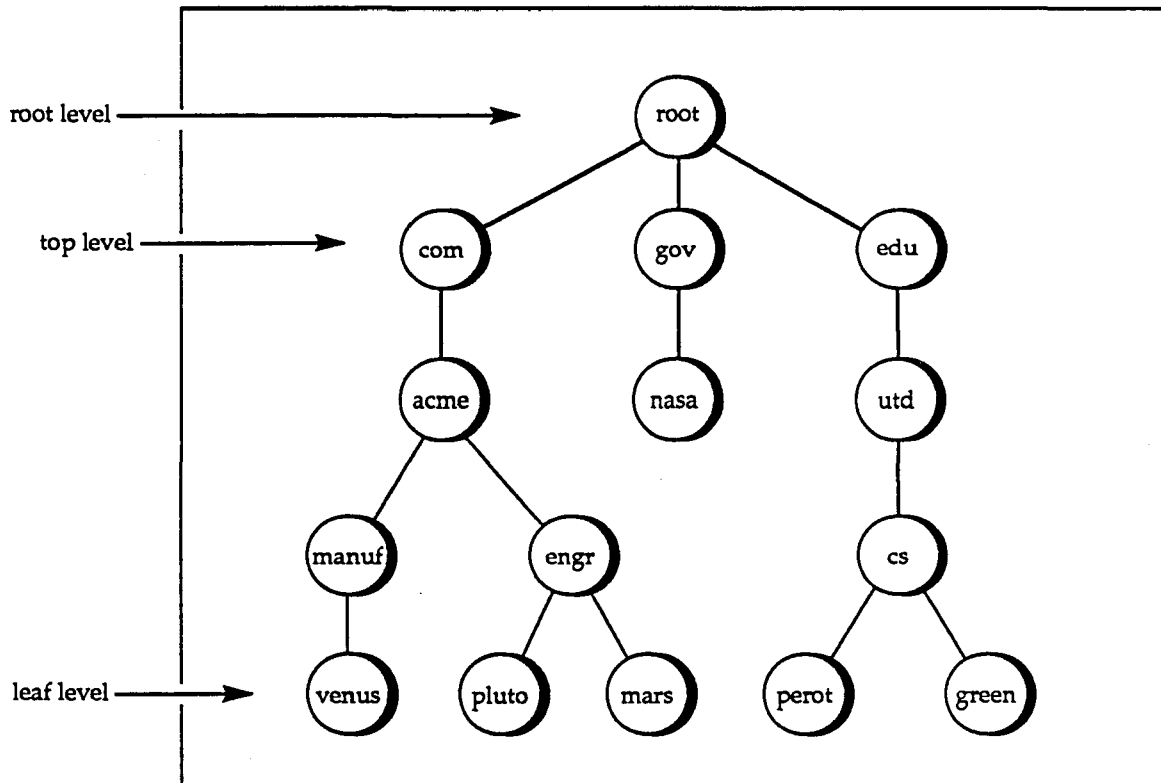 root level
root
top level
com
gov
edu
acme
nasa
utd
manuf
engr
cs
leaf level
venus
pluto
mars
perot
green